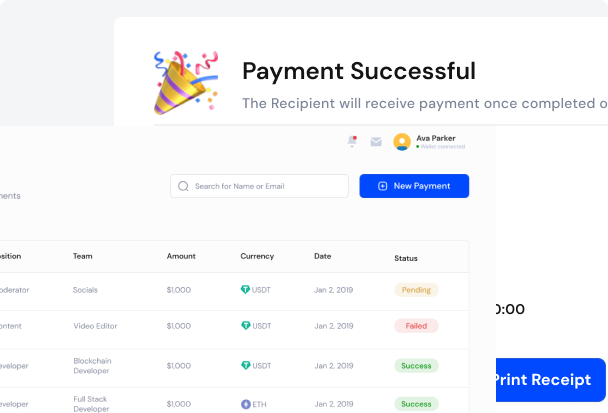 Payment Successful
The Recipient will receive payment once completed o
Ava Parker
Wallet connected
ments
Search for Name or Email
New Payment
sition Team Amount Currency Date Status
oderator Socials $1,000 USDT Jan 2, 2019 Pending
ontent Video Editor $1,000 USDT Jan 2, 2019 Failed
eveloper Blockchain Developer $1,000 USDT Jan 2, 2019 Success
eveloper Full Stack Developer $1,000 ETH Jan 2, 2019 Success
0:00
Print Receipt